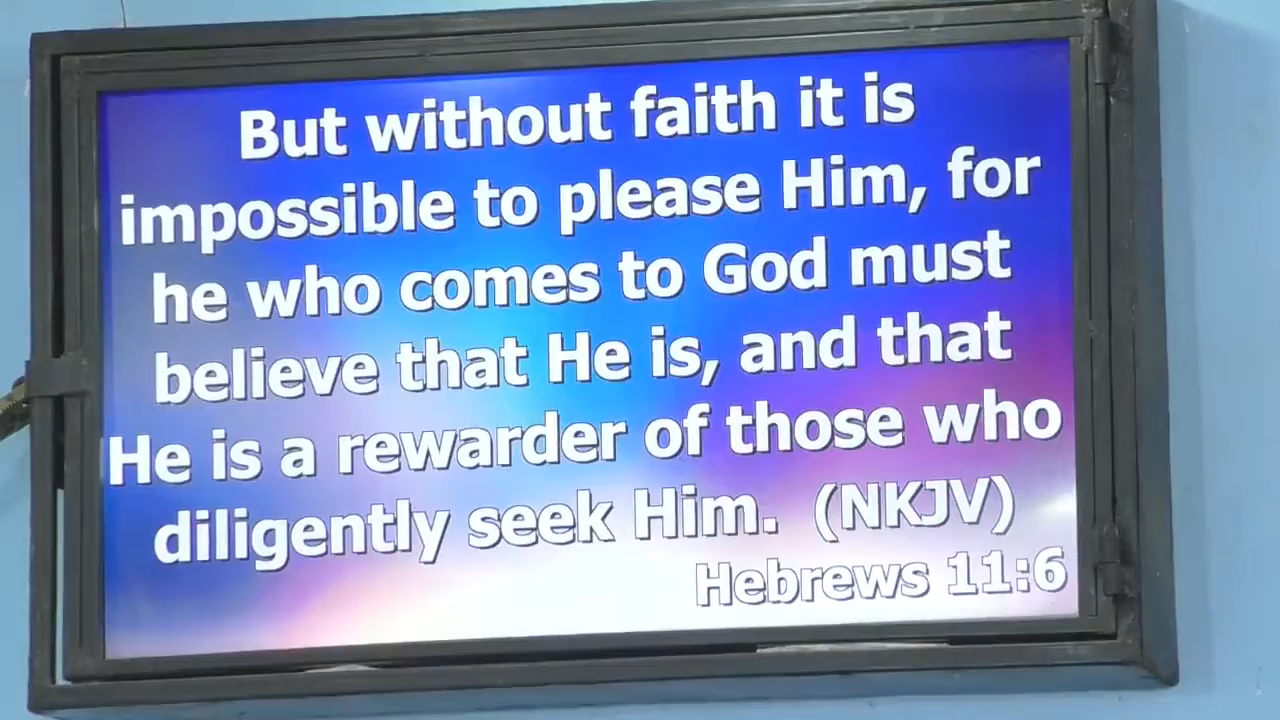 But without faith it is
impossible to please Him, for
he who comes to God must
believe that He is, and that
He is a rewarder of those who
diligently seek Him. (NKJV)
Hebrews 11:6